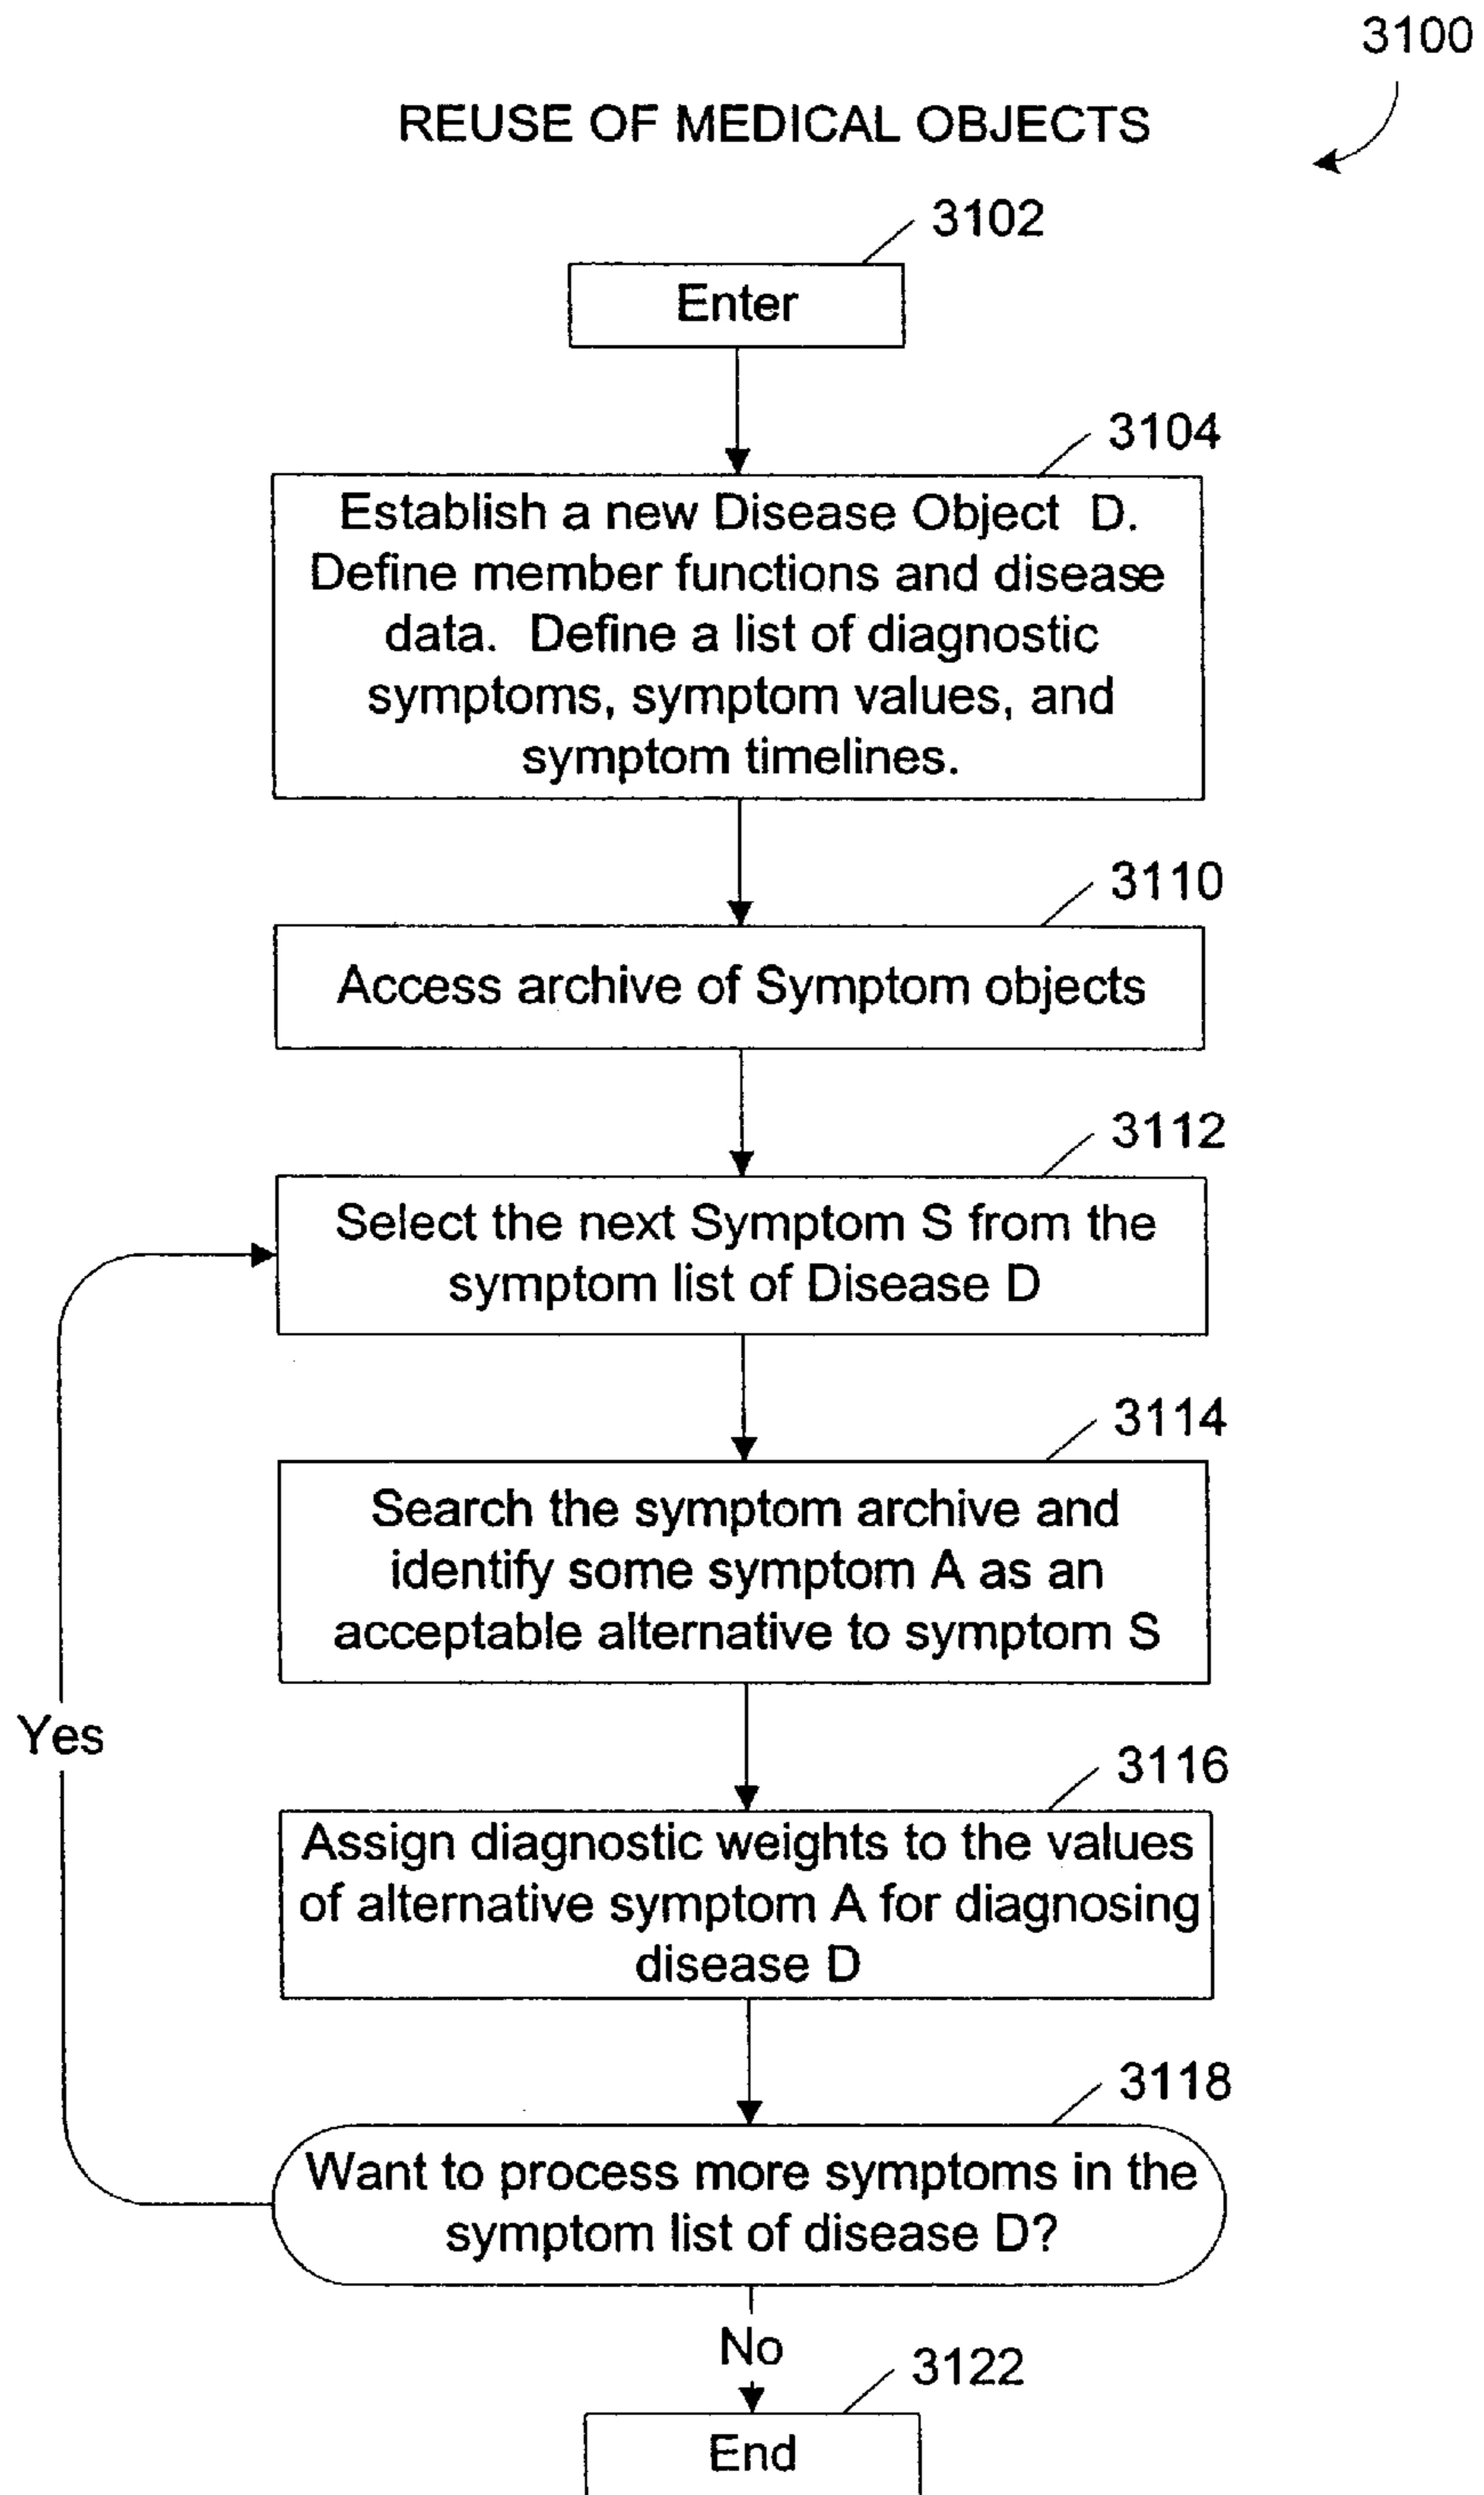 3100
REUSE OF MEDICAL OBJECTS
3102
Enter
3104
Establish a new Disease Object D.
Define member functions and disease
data. Define a list of diagnostic
symptoms, symptom values, and
symptom timelines.
3110
Access archive of Symptom objects
3112
Select the next Symptom S from the
symptom list of Disease D
3114
Search the symptom archive and
identify some symptom A as an
acceptable alternative to symptom S
Yes
3116
Assign diagnostic weights to the values
of alternative symptom A for diagnosing
disease D
3118
Want to process more symptoms in the
symptom list of disease D?
No
3122
End